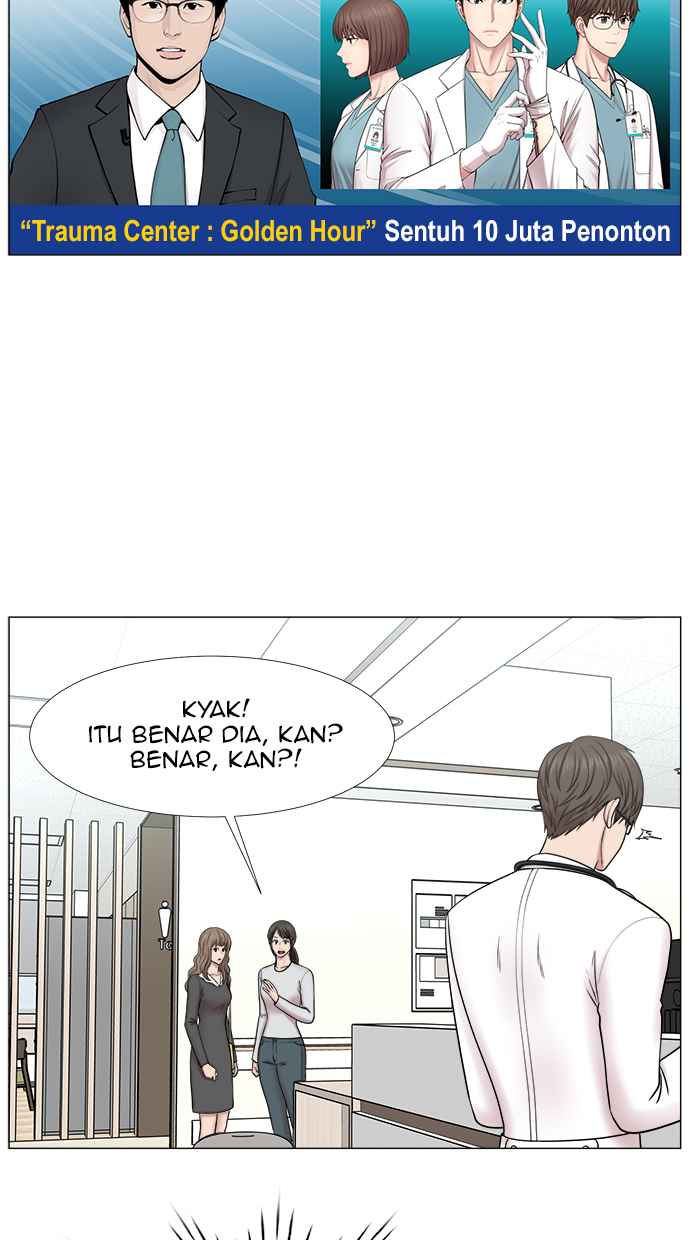 “Trauma Center : Golden Hour” Sentuh 10 Juta Penonton
KYAK!
ITU BENAR DIA, KAN?
BENAR, KAN?!